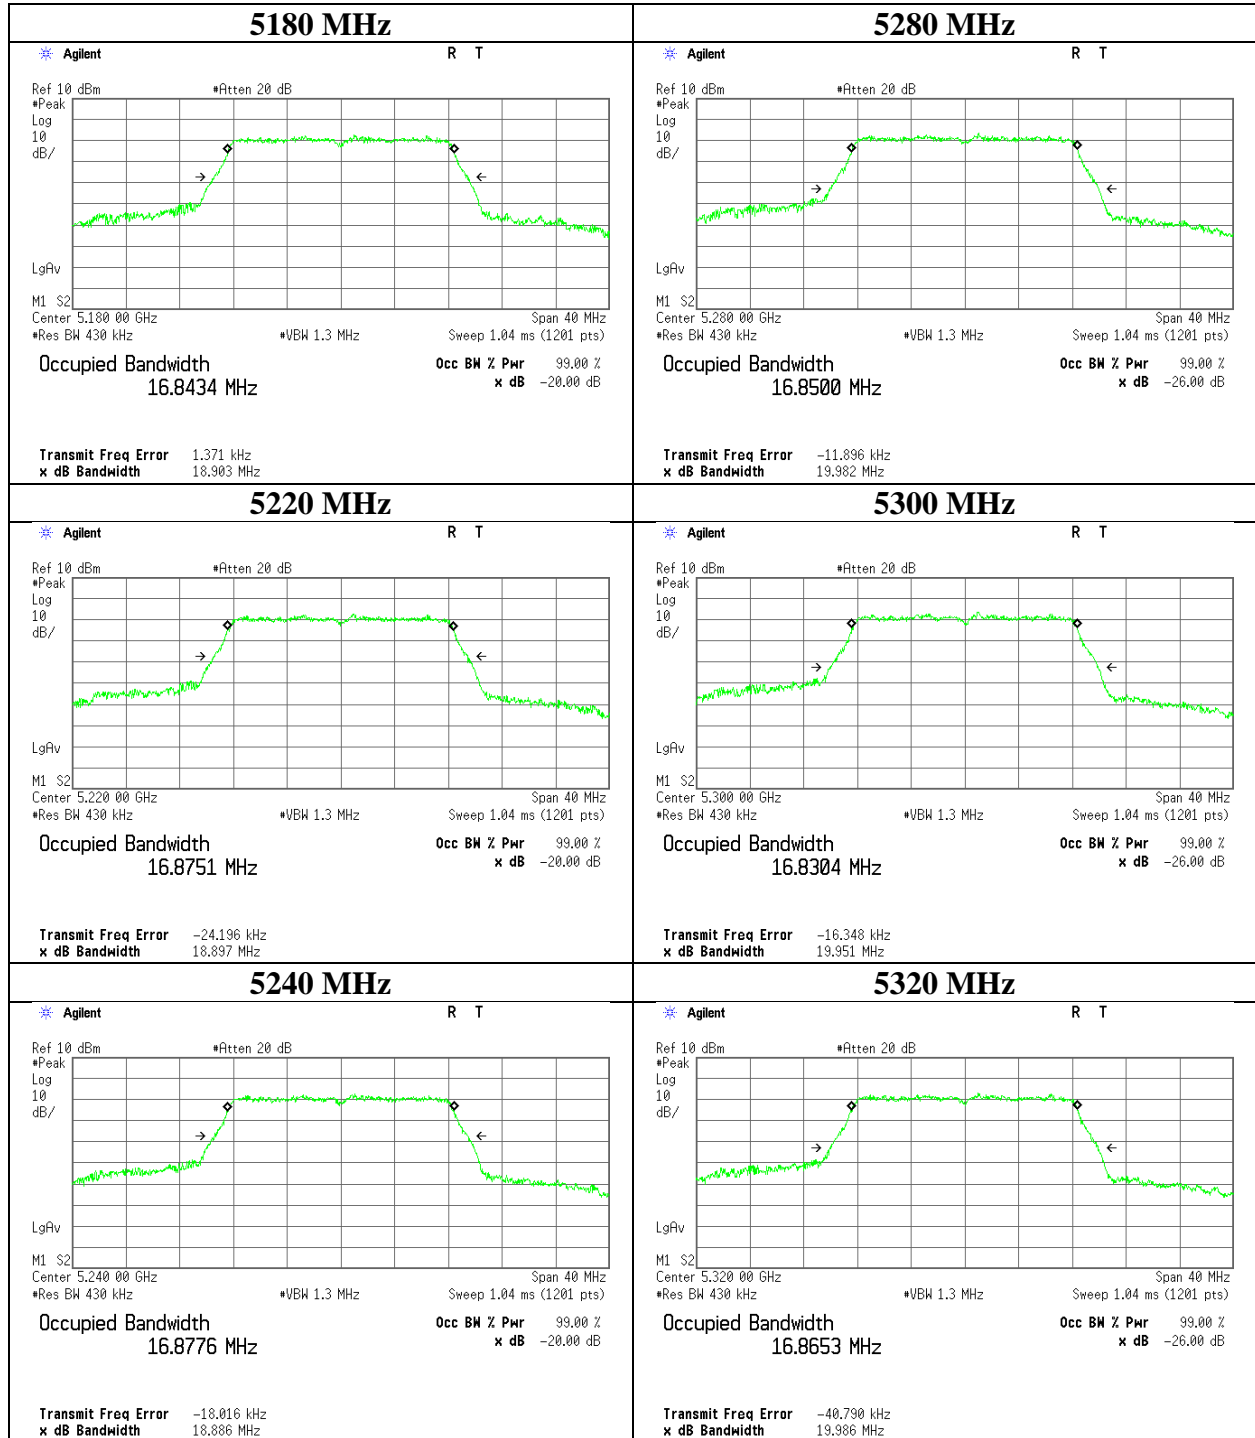 5180 MHz
Agilent R T
Ref 10 dBm #Atten 20 dB
#Peak
Log
10
dB/
LgAv
M1 S2
Center 5.180 00 GHz Span 40 MHz
#Res BW 430 kHz #VBW 1.3 MHz Sweep 1.04 ms (1201 pts)
Occupied Bandwidth Occ BW % Pwr 99.00 %
16.8434 MHz x dB -20.00 dB
Transmit Freq Error 1.371 kHz
x dB Bandwidth 18.903 MHz
5280 MHz
Agilent R T
Ref 10 dBm #Atten 20 dB
#Peak
Log
10
dB/
LgAv
M1 S2
Center 5.280 00 GHz Span 40 MHz
#Res BW 430 kHz #VBW 1.3 MHz Sweep 1.04 ms (1201 pts)
Occupied Bandwidth Occ BW % Pwr 99.00 %
16.8500 MHz x dB -26.00 dB
Transmit Freq Error -11.896 kHz
x dB Bandwidth 19.982 MHz
5220 MHz
Agilent R T
Ref 10 dBm #Atten 20 dB
#Peak
Log
10
dB/
LgAv
M1 S2
Center 5.220 00 GHz Span 40 MHz
#Res BW 430 kHz #VBW 1.3 MHz Sweep 1.04 ms (1201 pts)
Occupied Bandwidth Occ BW % Pwr 99.00 %
16.8751 MHz x dB -20.00 dB
Transmit Freq Error -24.196 kHz
x dB Bandwidth 18.897 MHz
5300 MHz
Agilent R T
Ref 10 dBm #Atten 20 dB
#Peak
Log
10
dB/
LgAv
M1 S2
Center 5.300 00 GHz Span 40 MHz
#Res BW 430 kHz #VBW 1.3 MHz Sweep 1.04 ms (1201 pts)
Occupied Bandwidth Occ BW % Pwr 99.00 %
16.8304 MHz x dB -26.00 dB
Transmit Freq Error -16.348 kHz
x dB Bandwidth 19.951 MHz
5240 MHz
Agilent R T
Ref 10 dBm #Atten 20 dB
#Peak
Log
10
dB/
LgAv
M1 S2
Center 5.240 00 GHz Span 40 MHz
#Res BW 430 kHz #VBW 1.3 MHz Sweep 1.04 ms (1201 pts)
Occupied Bandwidth Occ BW % Pwr 99.00 %
16.8776 MHz x dB -20.00 dB
Transmit Freq Error -18.016 kHz
x dB Bandwidth 18.886 MHz
5320 MHz
Agilent R T
Ref 10 dBm #Atten 20 dB
#Peak
Log
10
dB/
LgAv
M1 S2
Center 5.320 00 GHz Span 40 MHz
#Res BW 430 kHz #VBW 1.3 MHz Sweep 1.04 ms (1201 pts)
Occupied Bandwidth Occ BW % Pwr 99.00 %
16.8653 MHz x dB -26.00 dB
Transmit Freq Error -40.790 kHz
x dB Bandwidth 19.986 MHz